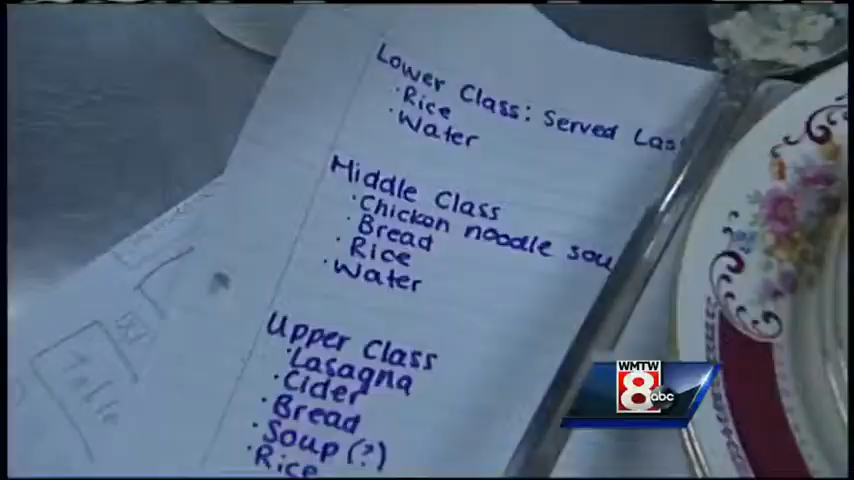 Lower Class: Served Las
• Rice
• Water
Middle Class
• Chicken noodle sou
• Bread
• Rice
• Water
Upper Class
• Lasagna
• Cider
• Bread
• Soup (?)
• Rice
Table
WMTW
8 abc